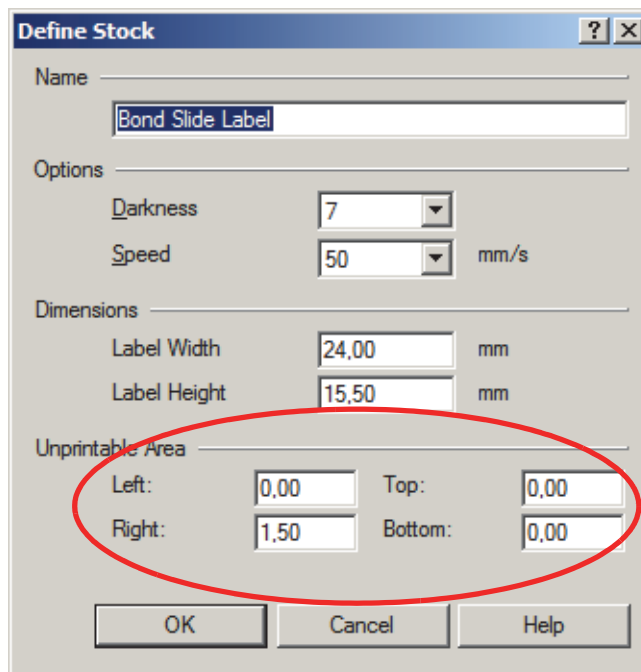 Define Stock
Name
Bond Slide Label
Options
Darkness 7
Speed 50 mm/s
Dimensions
Label Width 24,00 mm
Label Height 15,50 mm
Unprintable Area
Left: 0,00 Top: 0,00
Right: 1,50 Bottom: 0,00
OK Cancel Help